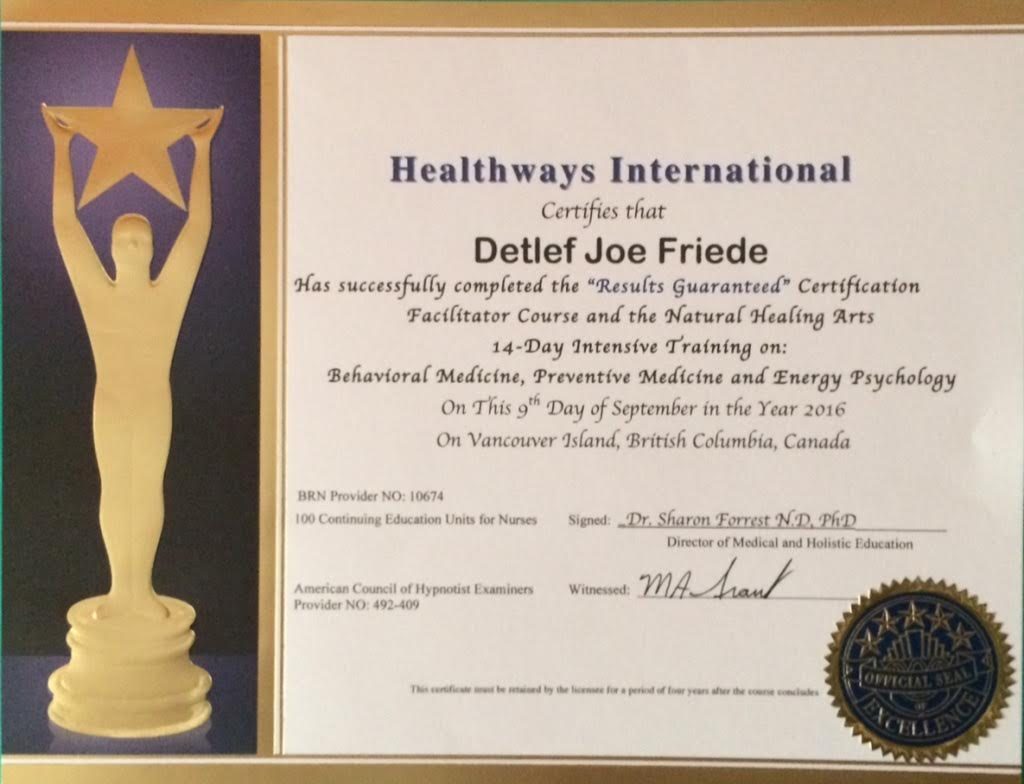 Healthways International
Certifies that
Detlef Joe Friede
Has successfully completed the “Results Guaranteed” Certification
Facilitator Course and the Natural Healing Arts
14-Day Intensive Training on:
Behavioral Medicine, Preventive Medicine and Energy Psychology
On This 9th Day of September in the Year 2016
On Vancouver Island, British Columbia, Canada
BRN Provider NO: 10674
100 Continuing Education Units for Nurses
Signed: Dr. Sharon Forrest N.D, PhD
Director of Medical and Holistic Education
American Council of Hypnotist Examiners
Provider NO: 492-409
Witnessed: MA
This certificate must be retained by the licensee for a period of four years after the course concludes
OFFICIAL SEAL
OF
EXCELLENCE